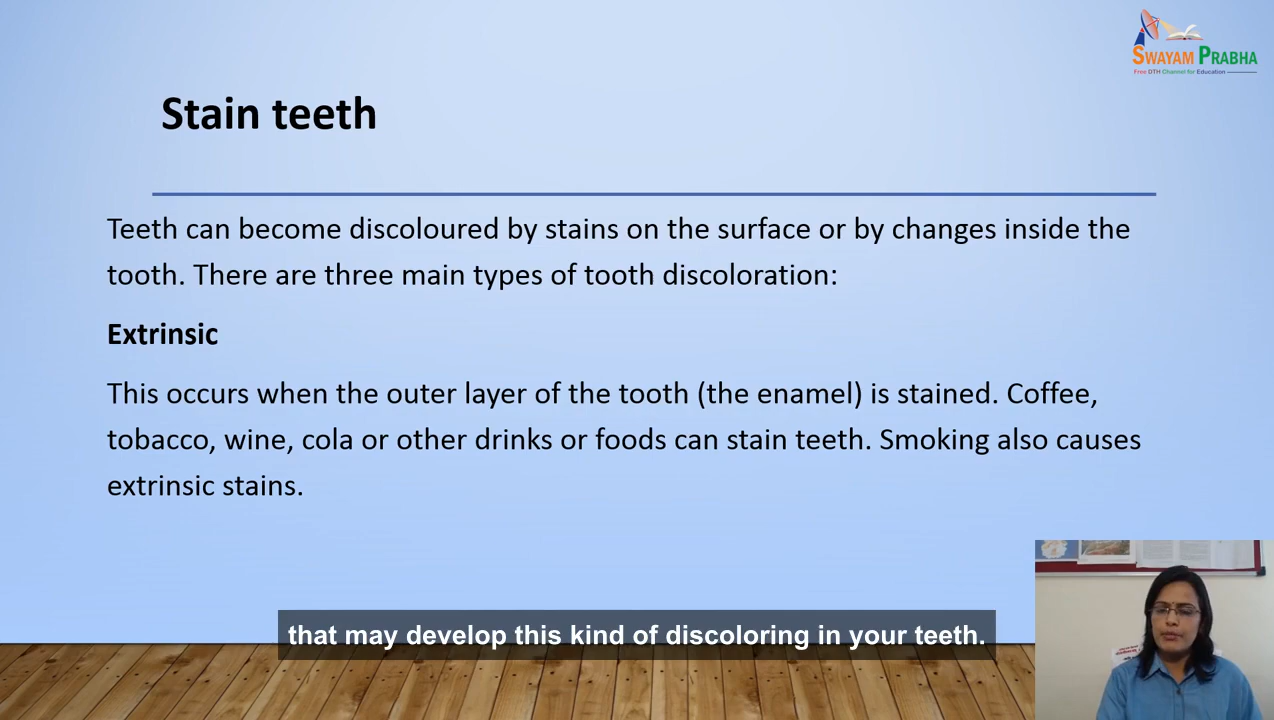 SWAYAM PRABHA
Free DTH Channel for Education
Stain teeth
Teeth can become discoloured by stains on the surface or by changes inside the
tooth. There are three main types of tooth discoloration:
Extrinsic
This occurs when the outer layer of the tooth (the enamel) is stained. Coffee,
tobacco, wine, cola or other drinks or foods can stain teeth. Smoking also causes
extrinsic stains.
that may develop this kind of discoloring in your teeth.